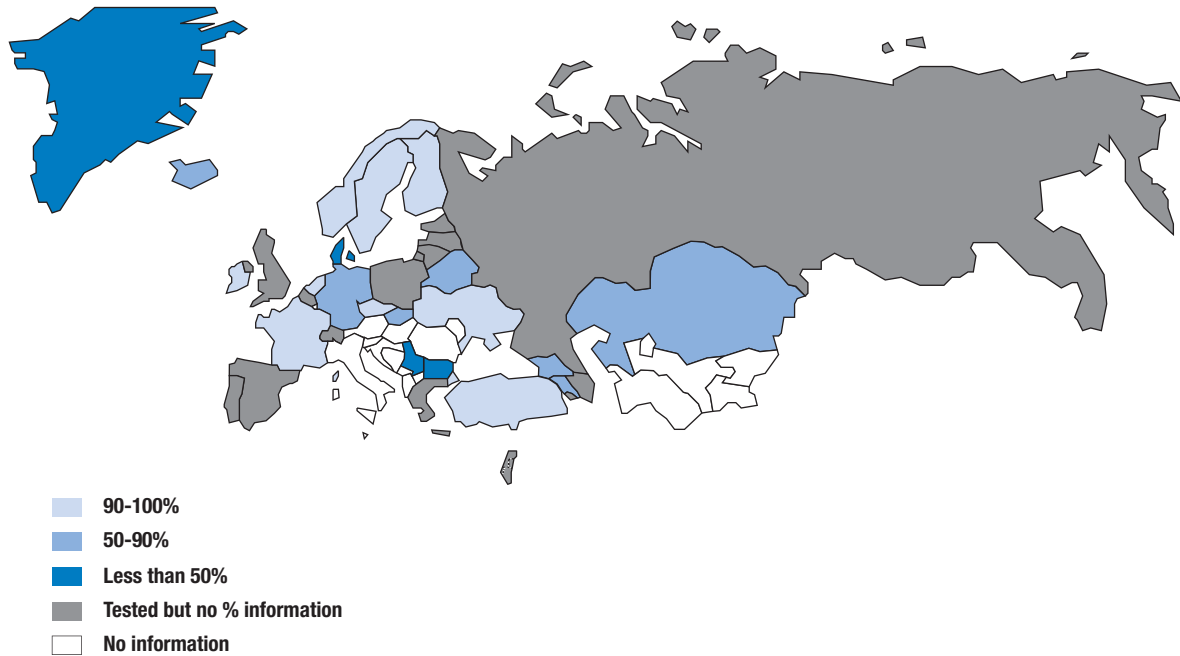 90-100%
50-90%
Less than 50%
Tested but no % information
No information